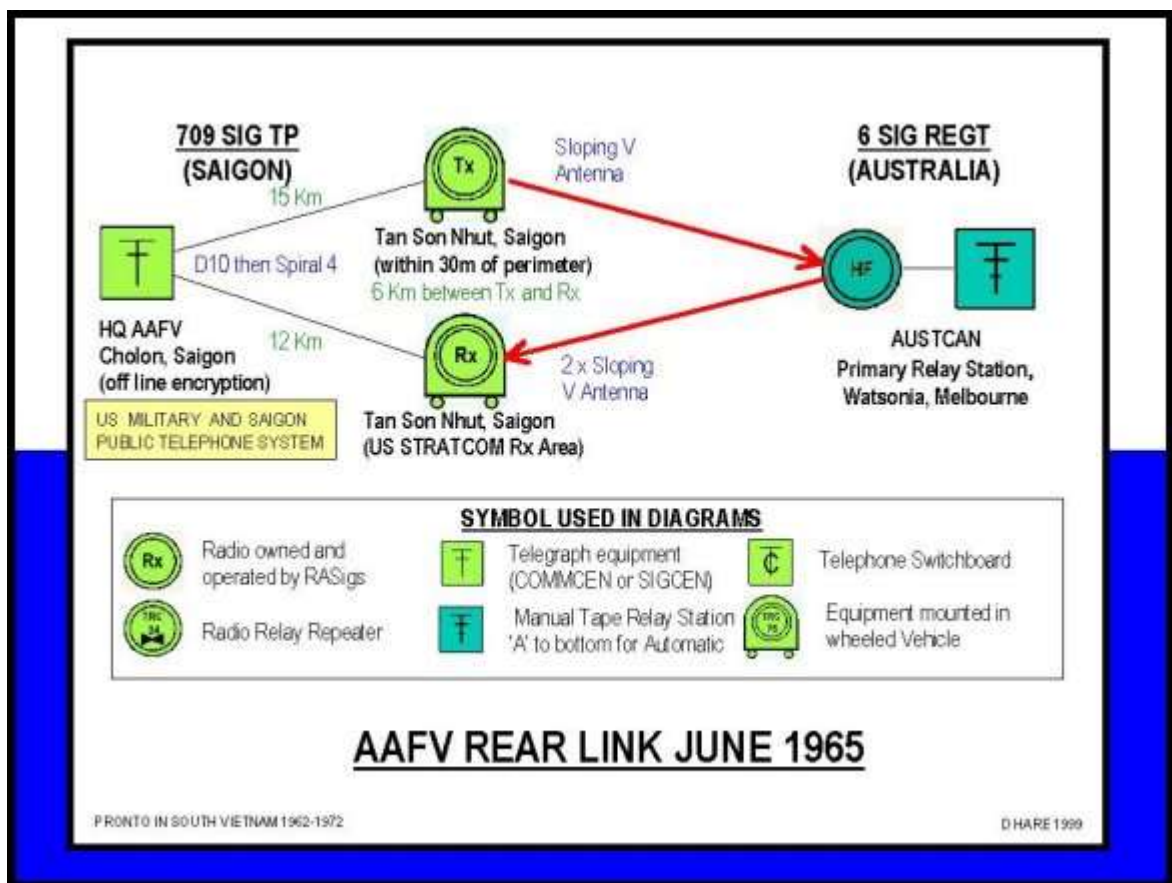 709 SIG TP
(SAIGON)
6 SIG REGT
(AUSTRALIA)
Tx
Sloping V
Antenna
15 Km
Tan Son Nhut, Saigon
(within 30m of perimeter)
6 Km between Tx and Rx
D10 then Spiral 4
HF
HQ AAFV
Cholon, Saigon
(off line encryption)
12 Km
Rx
2 x Sloping
V Antenna
AUSTCAN
Primary Relay Station,
Watsonia, Melbourne
US MILITARY AND SAIGON
PUBLIC TELEPHONE SYSTEM
Tan Son Nhut, Saigon
(US STRATCOM Rx Area)
SYMBOL USED IN DIAGRAMS
Rx
Radio owned and
operated by RASigs
Telegraph equipment
(COMMCEN or SIGCEN)
Telephone Switchboard
Radio Relay Repeater
Manual Tape Relay Station
'A' to bottom for Automatic
Equipment mounted in
wheeled Vehicle
AAFV REAR LINK JUNE 1965
PRONTO IN SOUTH VIETNAM 1962-1972
D HARE 1999